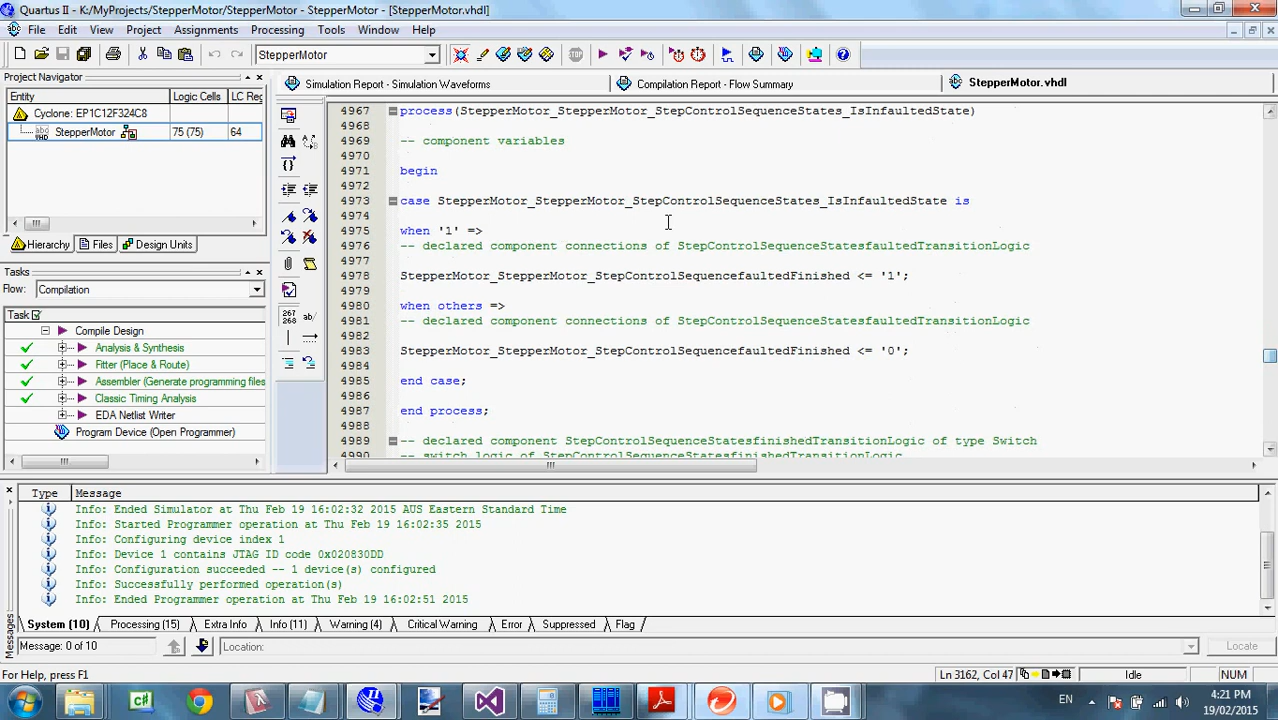 Quartus II - K:/MyProjects/StepperMotor/StepperMotor - StepperMotor - [StepperMotor.vhdl]
File Edit View Project Assignments Processing Tools Window Help
StepperMotor
Project Navigator
Simulation Report - Simulation Waveforms
Compilation Report - Flow Summary
StepperMotor.vhdl
Entity Logic Cells LC Reg
Cyclone: EP1C12F324C8
StepperMotor 75 (75) 64
Hierarchy Files Design Units
Tasks
Flow: Compilation
Task
Compile Design
Analysis & Synthesis
Fitter (Place & Route)
Assembler (Generate programming files
Classic Timing Analysis
EDA Netlist Writer
Program Device (Open Programmer)
267
268
ab/
4967 process(StepperMotor_StepperMotor_StepControlSequenceStates_IsInfaultedState)
4968
4969 -- component variables
4970
4971 begin
4972
4973 case StepperMotor_StepperMotor_StepControlSequenceStates_IsInfaultedState is
4974
4975 when '1' =>
4976 -- declared component connections of StepControlSequenceStatesfaultedTransitionLogic
4977
4978 StepperMotor_StepperMotor_StepControlSequencefaultedFinished <= '1';
4979
4980 when others =>
4981 -- declared component connections of StepControlSequenceStatesfaultedTransitionLogic
4982
4983 StepperMotor_StepperMotor_StepControlSequencefaultedFinished <= '0';
4984
4985 end case;
4986
4987 end process;
4988
4989 -- declared component StepControlSequenceStatesfinishedTransitionLogic of type Switch
4990 -- switch logic of StepControlSequenceStatesfinishedTransitionLogic
Type Message
Info: Ended Simulator at Thu Feb 19 16:02:32 2015 AUS Eastern Standard Time
Info: Started Programmer operation at Thu Feb 19 16:02:35 2015
Info: Configuring device index 1
Info: Device 1 contains JTAG ID code 0x020830DD
Info: Configuration succeeded -- 1 device(s) configured
Info: Successfully performed operation(s)
Info: Ended Programmer operation at Thu Feb 19 16:02:51 2015
System (10) Processing (15) Extra Info Info (11) Warning (4) Critical Warning Error Suppressed Flag
Messages
Message: 0 of 10
Location:
Locate
For Help, press F1
Ln 3162, Col 47
Idle
NUM
EN
4:21 PM
19/02/2015